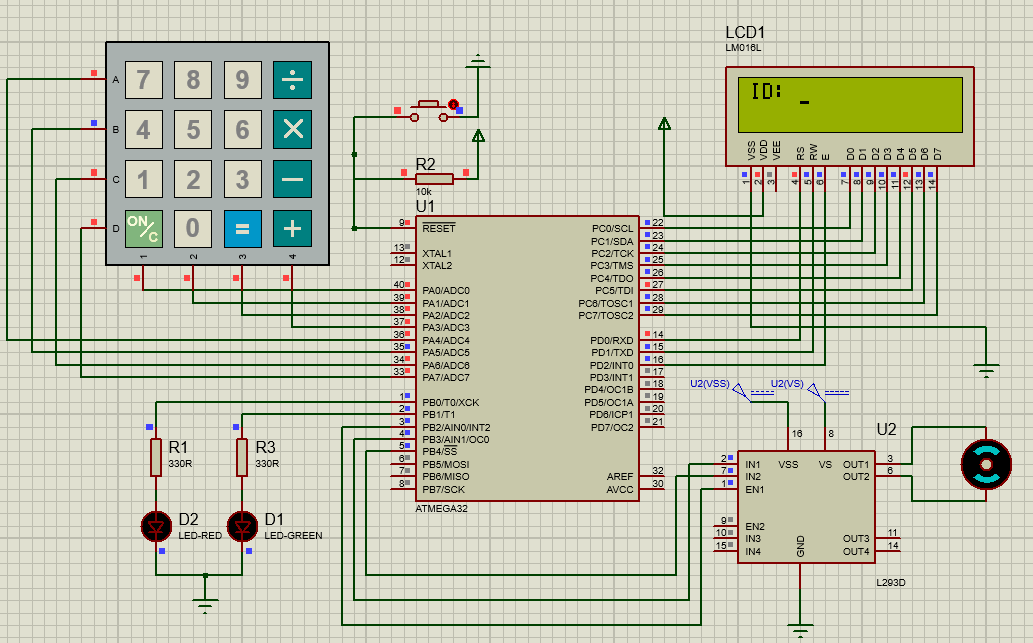 LCD1
LM016L
ID: _
VSS VDD VEE RS RW E D0 D1 D2 D3 D4 D5 D6 D7
1 2 3 4 5 6 7 8 9 10 11 12 13 14
A 7 8 9 ÷
B 4 5 6 ×
C 1 2 3 −
D ON/C 0 = +
1 2 3 4
R2
10k
U1
9 RESET PC0/SCL 22
PC1/SDA 23
13 XTAL1 PC2/TCK 24
12 XTAL2 PC3/TMS 25
PC4/TDO 26
40 PA0/ADC0 PC5/TDI 27
39 PA1/ADC1 PC6/TOSC1 28
38 PA2/ADC2 PC7/TOSC2 29
37 PA3/ADC3
36 PA4/ADC4 PD0/RXD 14
35 PA5/ADC5 PD1/TXD 15
34 PA6/ADC6 PD2/INT0 16
33 PA7/ADC7 PD3/INT1 17
PD4/OC1B 18
1 PB0/T0/XCK PD5/OC1A 19
2 PB1/T1 PD6/ICP1 20
3 PB2/AIN0/INT2 PD7/OC2 21
4 PB3/AIN1/OC0
5 PB4/SS
6 PB5/MOSI
7 PB6/MISO AREF 32
8 PB7/SCK AVCC 30
ATMEGA32
U2(VSS) U2(VS)
R1
330R
R3
330R
D2
LED-RED
D1
LED-GREEN
U2
16 8
VSS VS
2 IN1 OUT1 3
7 IN2 OUT2 6
1 EN1
9 EN2
10 IN3 OUT3 11
15 IN4 OUT4 14
GND
L293D